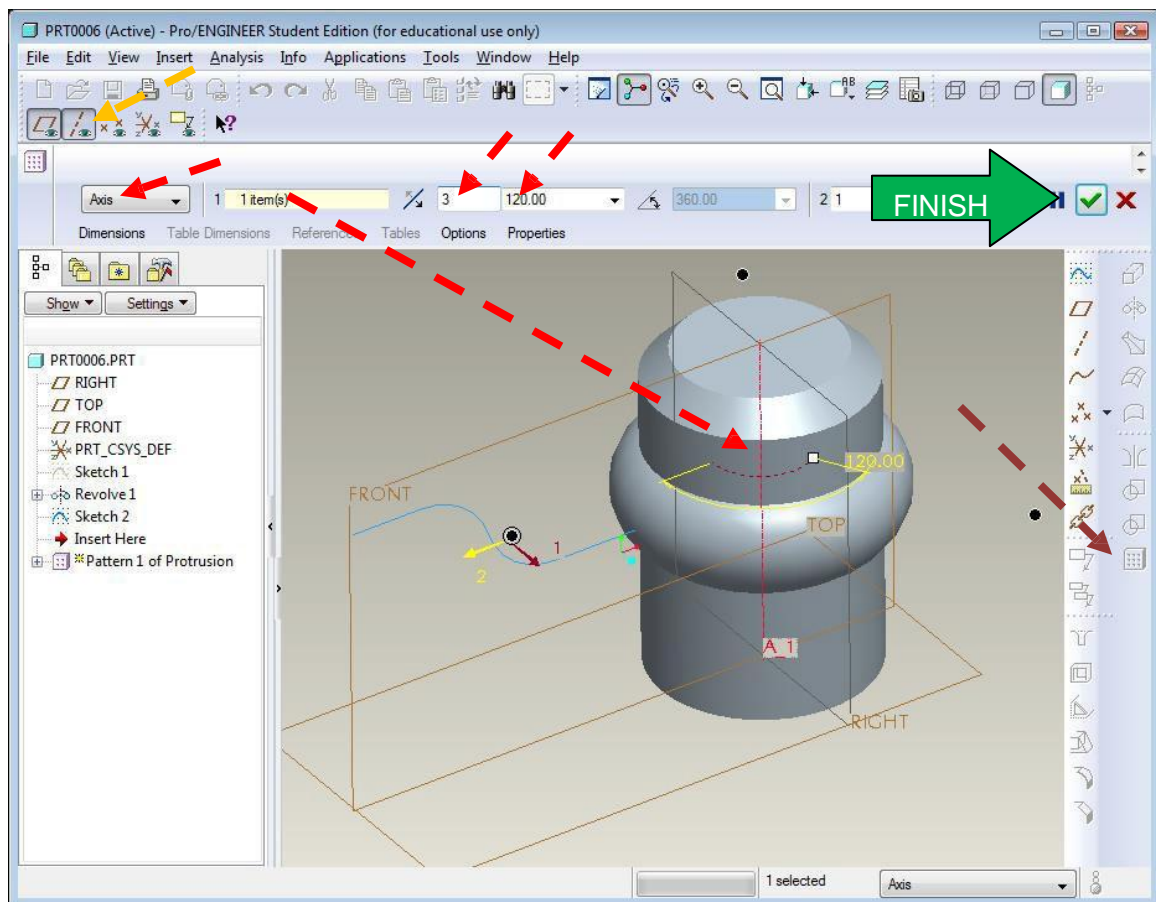 PRT0006 (Active) - Pro/ENGINEER Student Edition (for educational use only)
File Edit View Insert Analysis Info Applications Tools Window Help
Axis 1 1 item(s) 3 120.00 360.00 2 1 FINISH
Dimensions Table Dimensions References Tables Options Properties
Show Settings
PRT0006.PRT
RIGHT
TOP
FRONT
PRT_CSYS_DEF
Sketch 1
Revolve 1
Sketch 2
Insert Here
Pattern 1 of Protrusion
120.00
FRONT
TOP
1
2
A_1
RIGHT
1 selected Axis